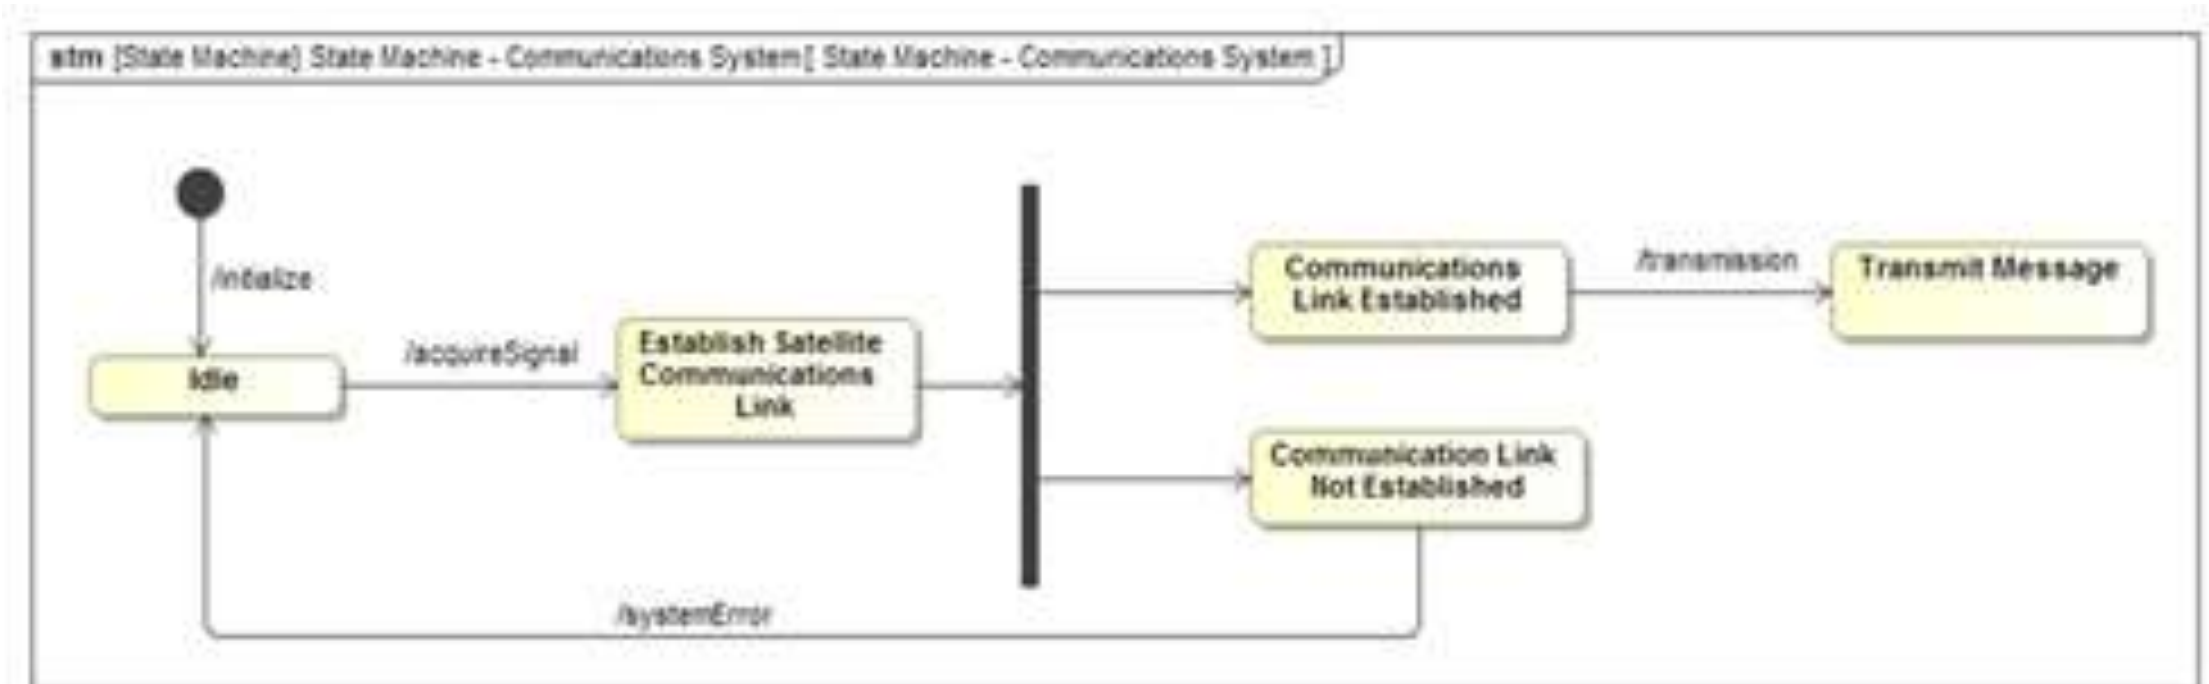 stm [State Machine] State Machine - Communications System[ State Machine - Communications System ]
/initialize
Idle
/acquireSignal
Establish Satellite
Communications
Link
Communications
Link Established
/transmission
Transmit Message
Communication Link
Not Established
/systemError